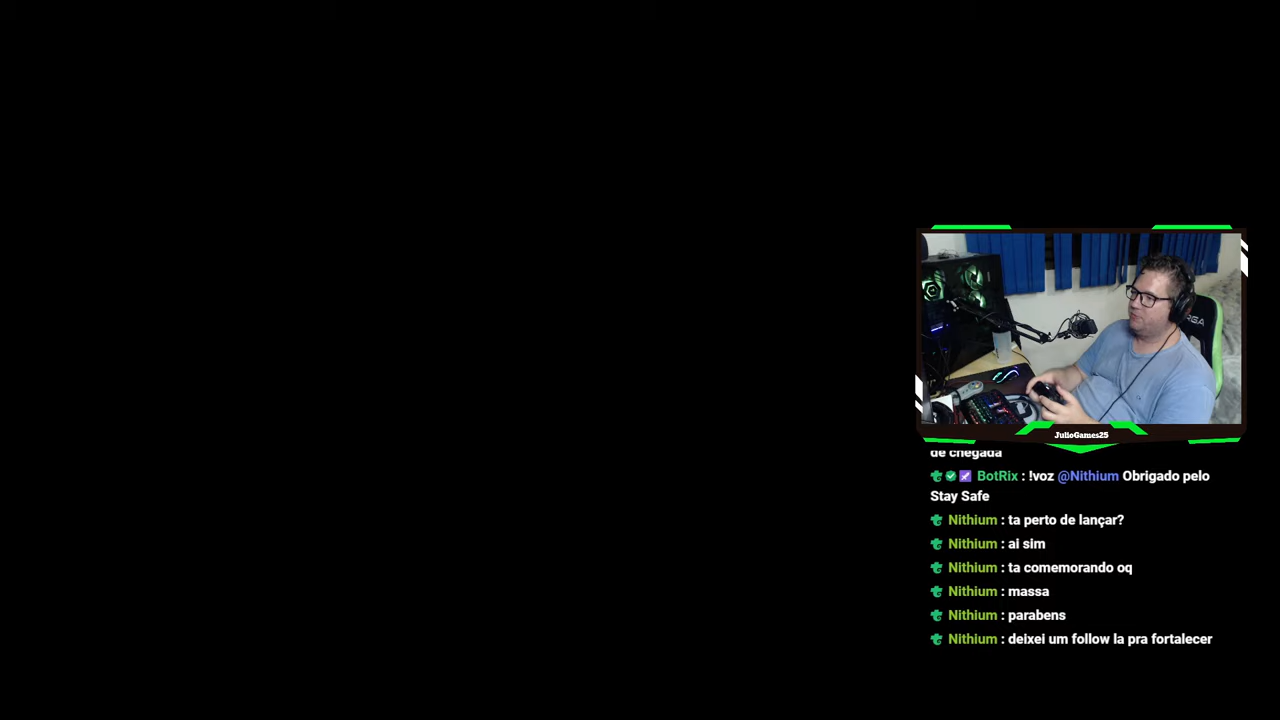 RGA
JulioGames25
de chegada
BotRix : !voz @Nithium Obrigado pelo
Stay Safe
Nithium : ta perto de lançar?
Nithium : ai sim
Nithium : ta comemorando oq
Nithium : massa
Nithium : parabens
Nithium : deixei um follow la pra fortalecer